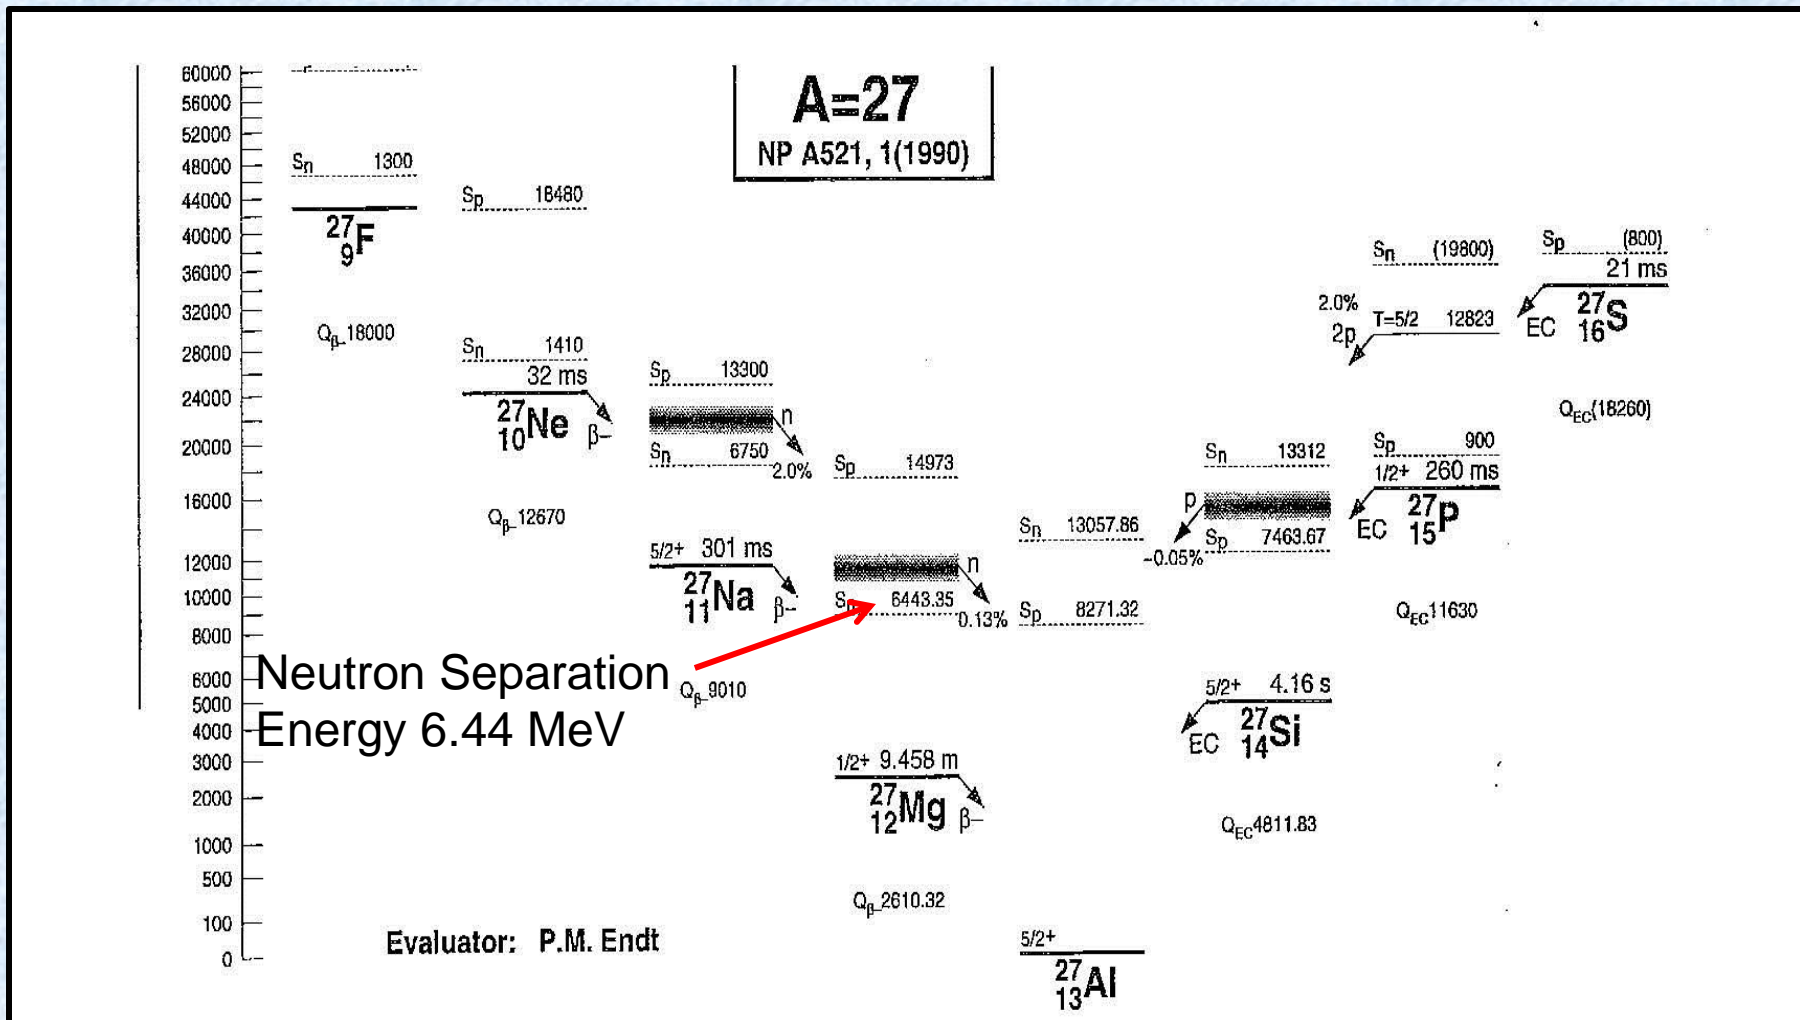 A=27
NP A521, 1(1990)
60000
56000
52000
48000
44000
40000
36000
32000
28000
24000
20000
16000
12000
10000
8000
6000
5000
4000
3000
2000
1000
500
100
0
Sn 1300
27 9 F
Qβ- 18000
Sp 18480
Sn 1410
32 ms
27 10 Ne β-
Qβ- 12670
Sp 13300
n
Sn 6750
2.0%
5/2+ 301 ms
27 11 Na β-
Qβ- 9010
Sp 14973
n
Sn 6443.35
0.13%
1/2+ 9.458 m
27 12 Mg β-
Qβ- 2610.32
Sn 13057.86
Sp 8271.32
5/2+
27 13 Al
Sn 13312
p
Sp 7463.67
~0.05%
5/2+ 4.16 s
EC 27 14 Si
QEC 4811.83
Sn (19800)
2.0%
2p T=5/2 12823
Sp 900
1/2+ 260 ms
EC 27 15 P
QEC 11630
Sp (800)
21 ms
EC 27 16 S
QEC (18260)
Neutron Separation
Energy 6.44 MeV
Evaluator: P.M. Endt